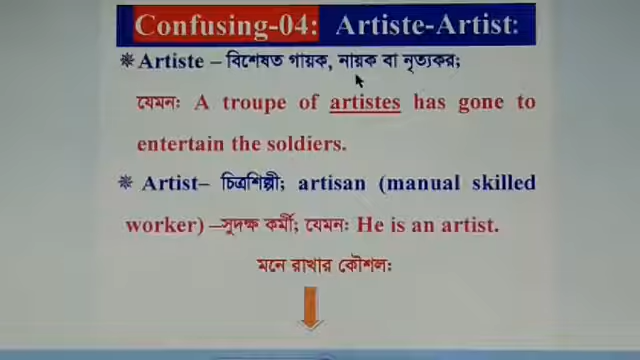 Confusing-04: Artiste-Artist:
✵ Artiste – বিশেষত গায়ক, নায়ক বা নৃত্যকর;
যেমনঃ A troupe of artistes has gone to
entertain the soldiers.
✵ Artist– চিত্রশিল্পী; artisan (manual skilled
worker) –সুদক্ষ কর্মী; যেমনঃ He is an artist.
মনে রাখার কৌশলঃ